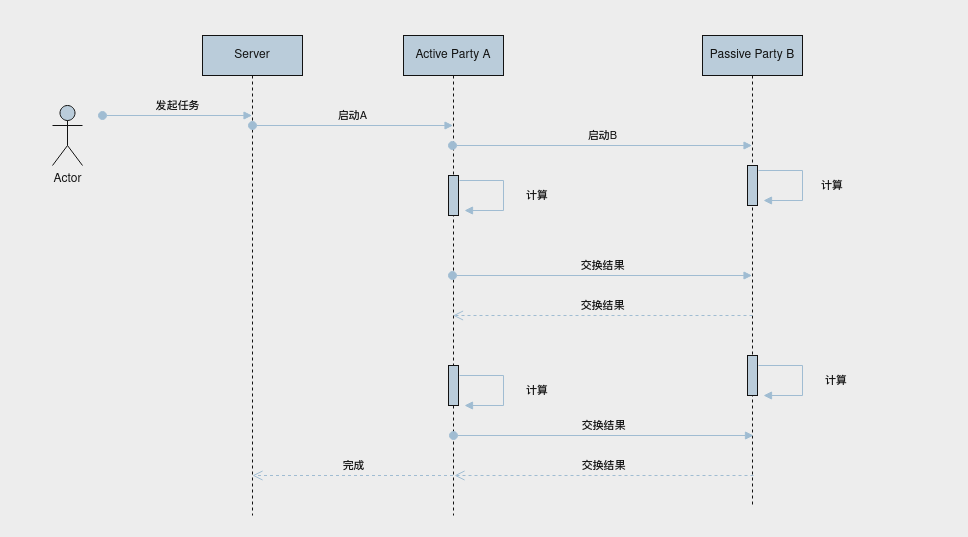 Server
Active Party A
Passive Party B
发起任务
启动A
启动B
Actor
计算
计算
交换结果
交换结果
计算
计算
交换结果
完成
交换结果